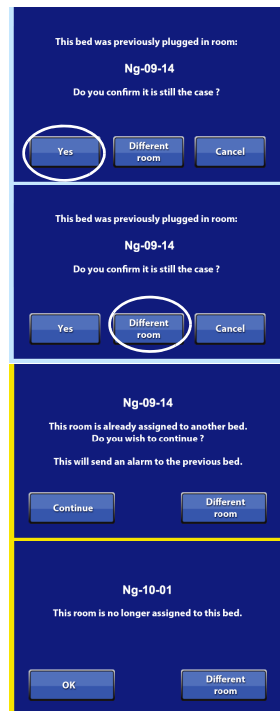 This bed was previously plugged in room:
Ng-09-14
Do you confirm it is still the case ?
Yes
Different
room
Cancel
This bed was previously plugged in room:
Ng-09-14
Do you confirm it is still the case ?
Yes
Different
room
Cancel
Ng-09-14
This room is already assigned to another bed.
Do you wish to continue ?
This will send an alarm to the previous bed.
Continue
Different
room
Ng-10-01
This room is no longer assigned to this bed.
OK
Different
room